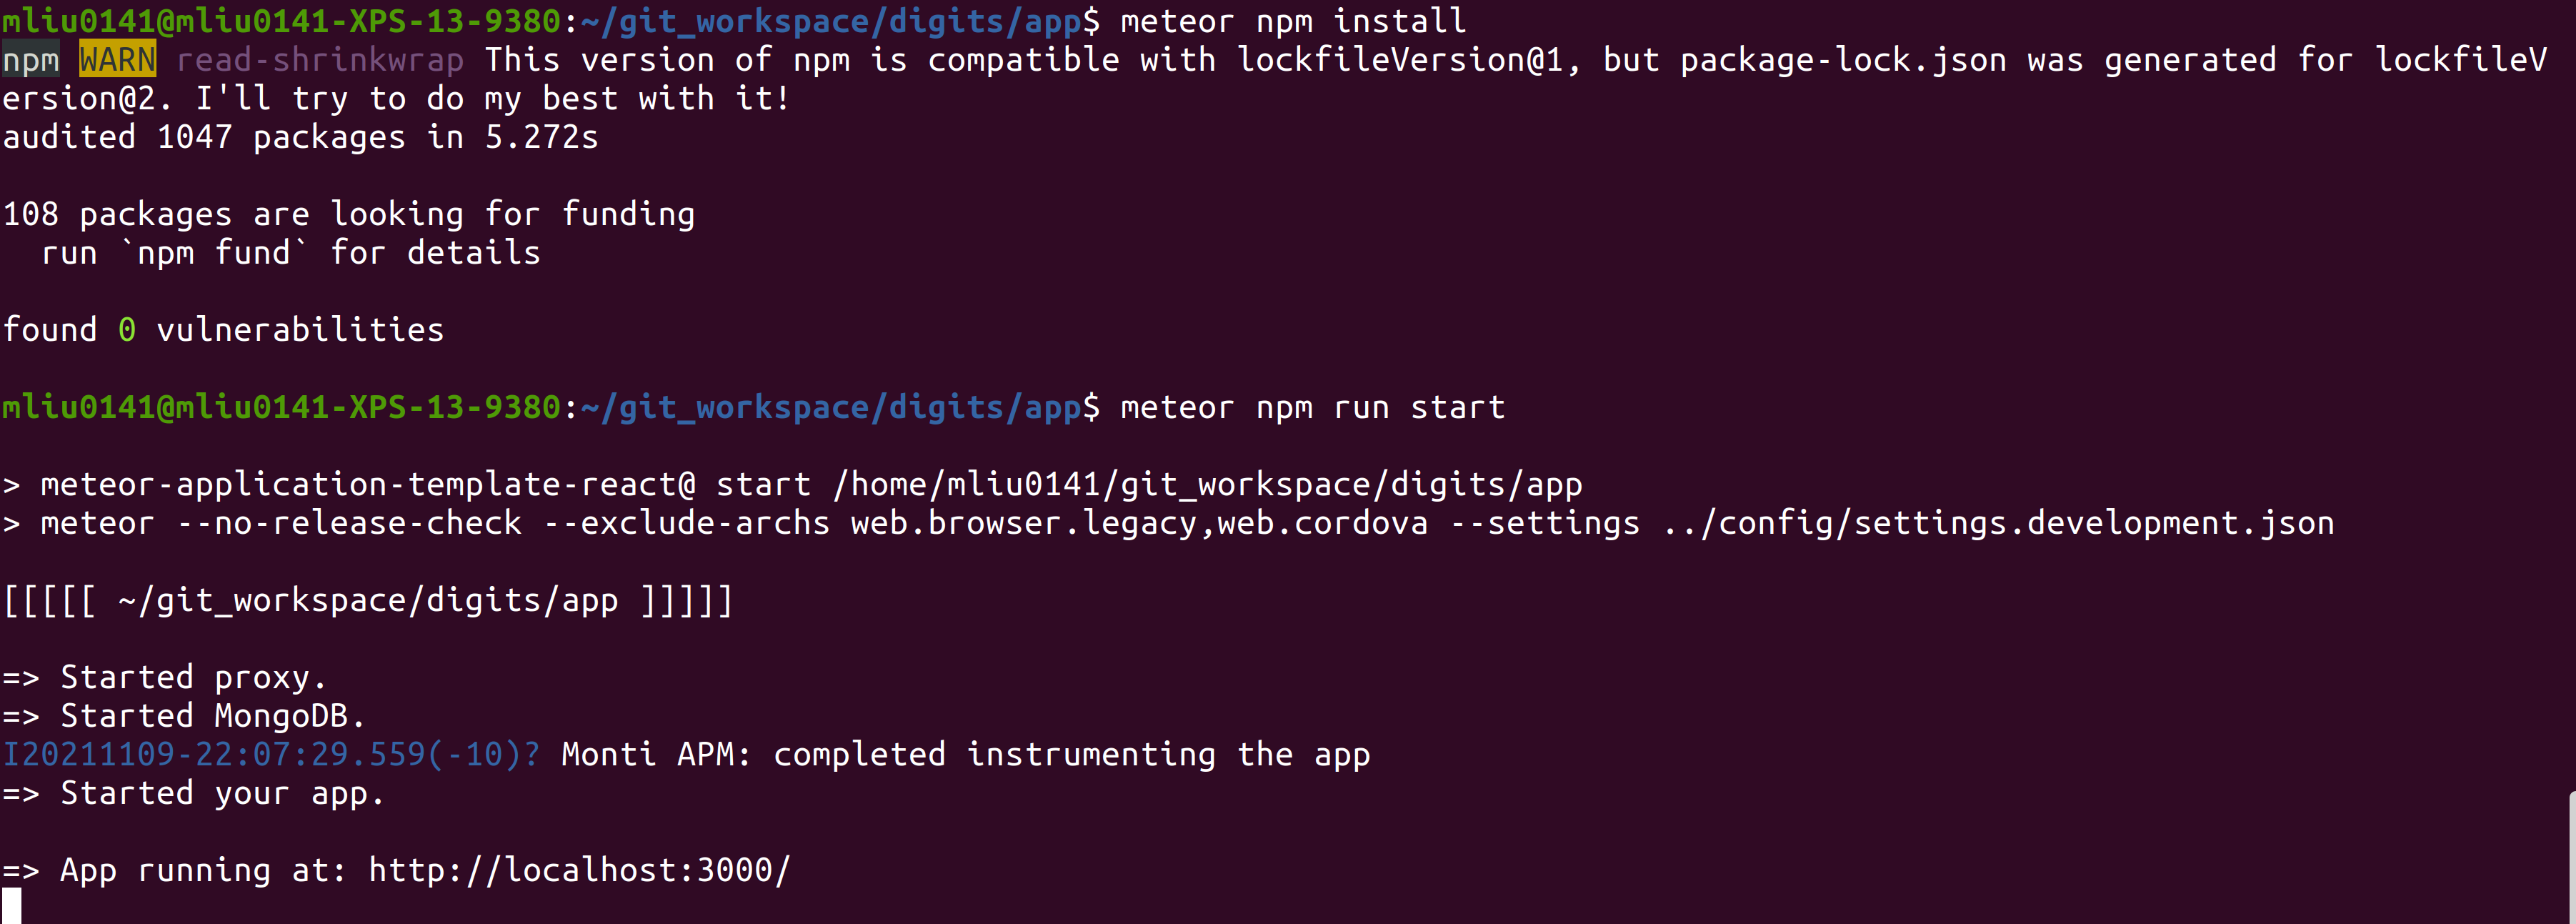 mliu0141@mliu0141-XPS-13-9380:~/git_workspace/digits/app$ meteor npm install
npm WARN read-shrinkwrap This version of npm is compatible with lockfileVersion@1, but package-lock.json was generated for lockfileV
ersion@2. I'll try to do my best with it!
audited 1047 packages in 5.272s
108 packages are looking for funding
  run `npm fund` for details
found 0 vulnerabilities
mliu0141@mliu0141-XPS-13-9380:~/git_workspace/digits/app$ meteor npm run start
> meteor-application-template-react@ start /home/mliu0141/git_workspace/digits/app
> meteor --no-release-check --exclude-archs web.browser.legacy,web.cordova --settings ../config/settings.development.json
[[[[[ ~/git_workspace/digits/app ]]]]]
=> Started proxy.
=> Started MongoDB.
I20211109-22:07:29.559(-10)? Monti APM: completed instrumenting the app
=> Started your app.
=> App running at: http://localhost:3000/